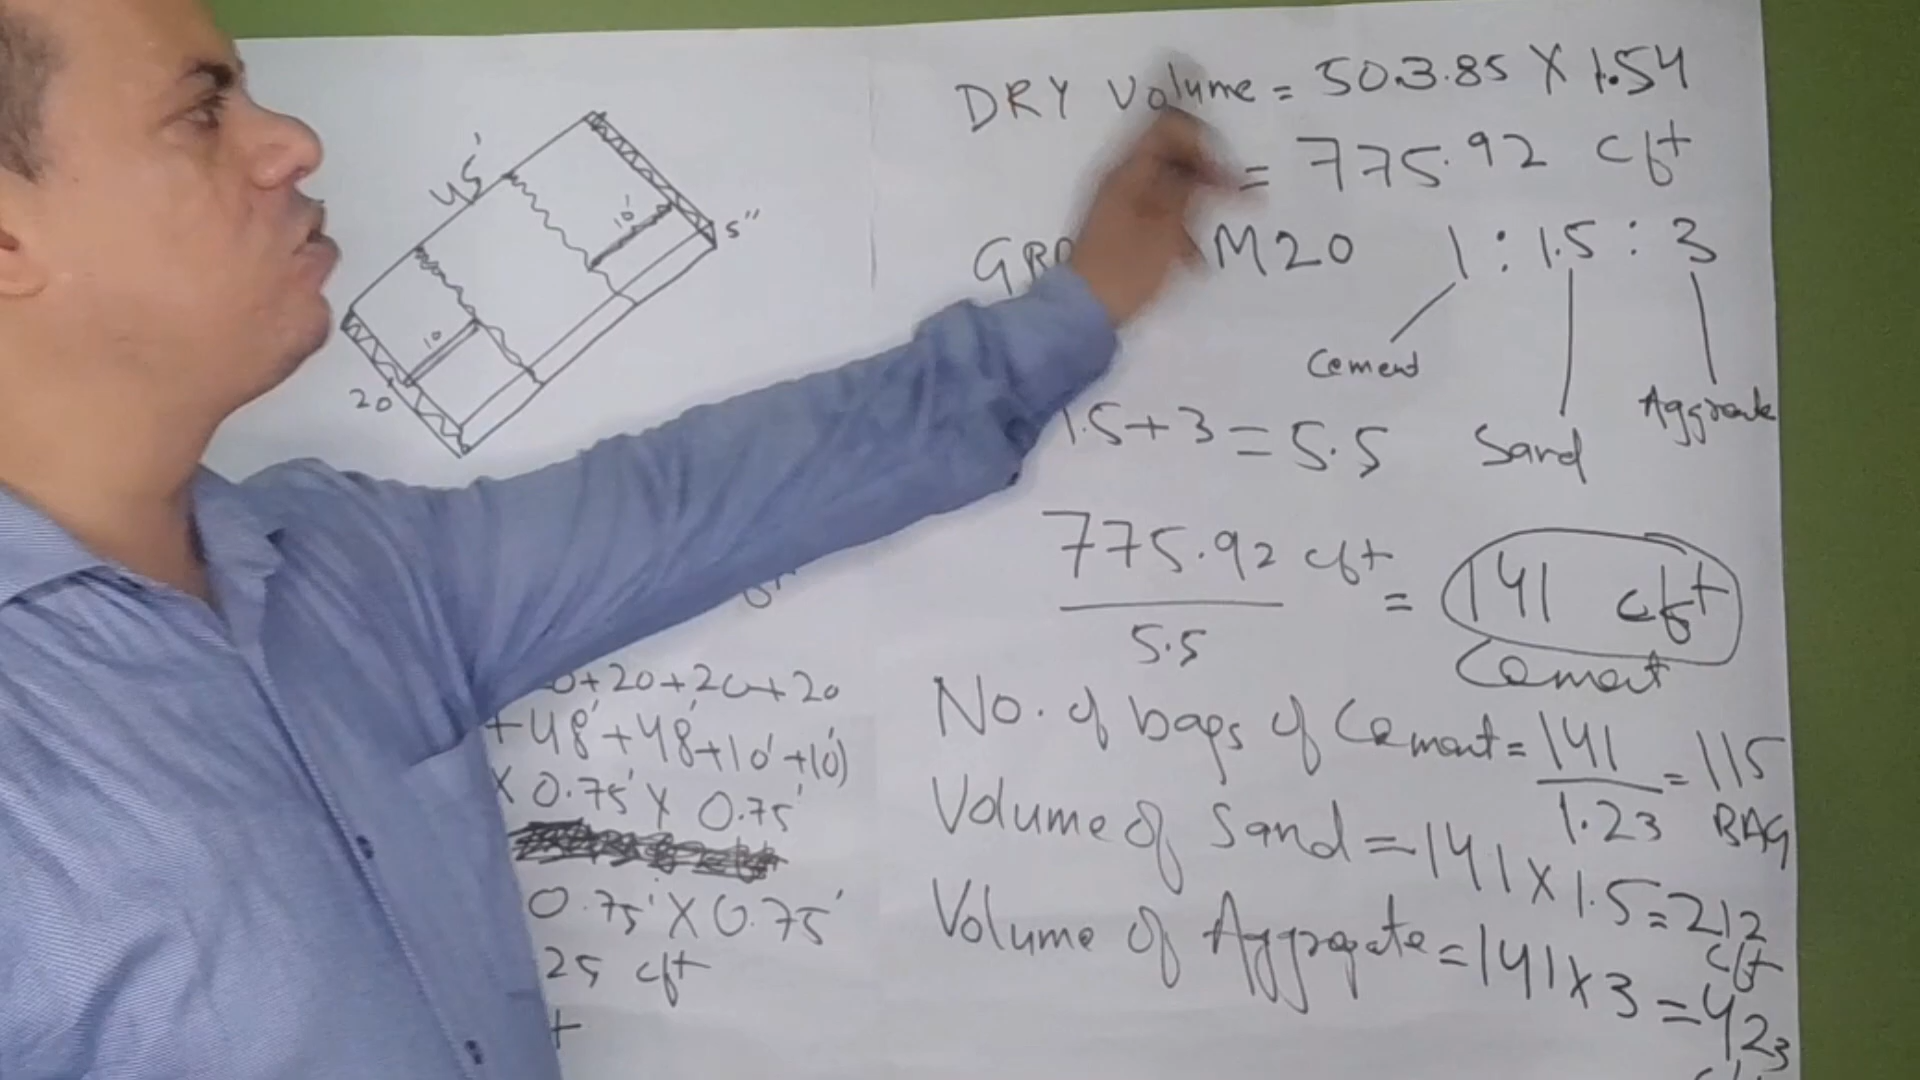 45'
10'
5"
10
20
0+20+20+20
+48'+48'+10'+10')
X 0.75' X 0.75'
0.75' X 0.75'
25 cft
DRY Volume = 503.85 X 1.54
= 775.92 cft
M20 1 : 1.5 : 3
Cement
Sand
1.5+3=5.5
775.92 cft
5.5
= 141 cft
Cement
No. of bags of Cement = 141 = 115
1.23 BAG
Volume of Sand = 141 X 1.5 = 212
cft
Volume of Aggregate = 141 X 3 = 423